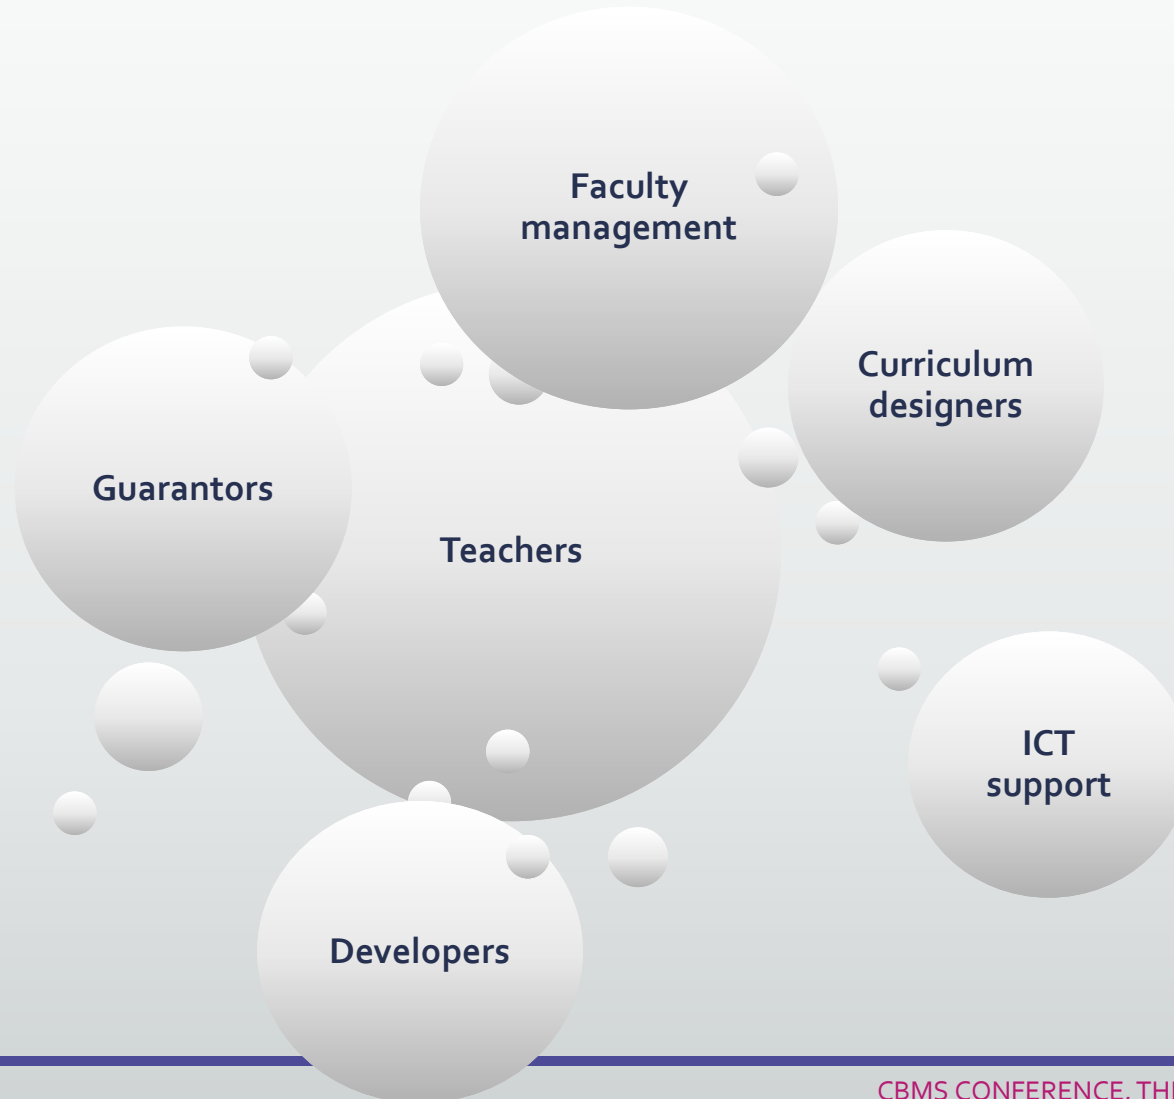 Faculty
management
Curriculum
designers
Guarantors
Teachers
ICT
support
Developers
CBMS CONFERENCE,